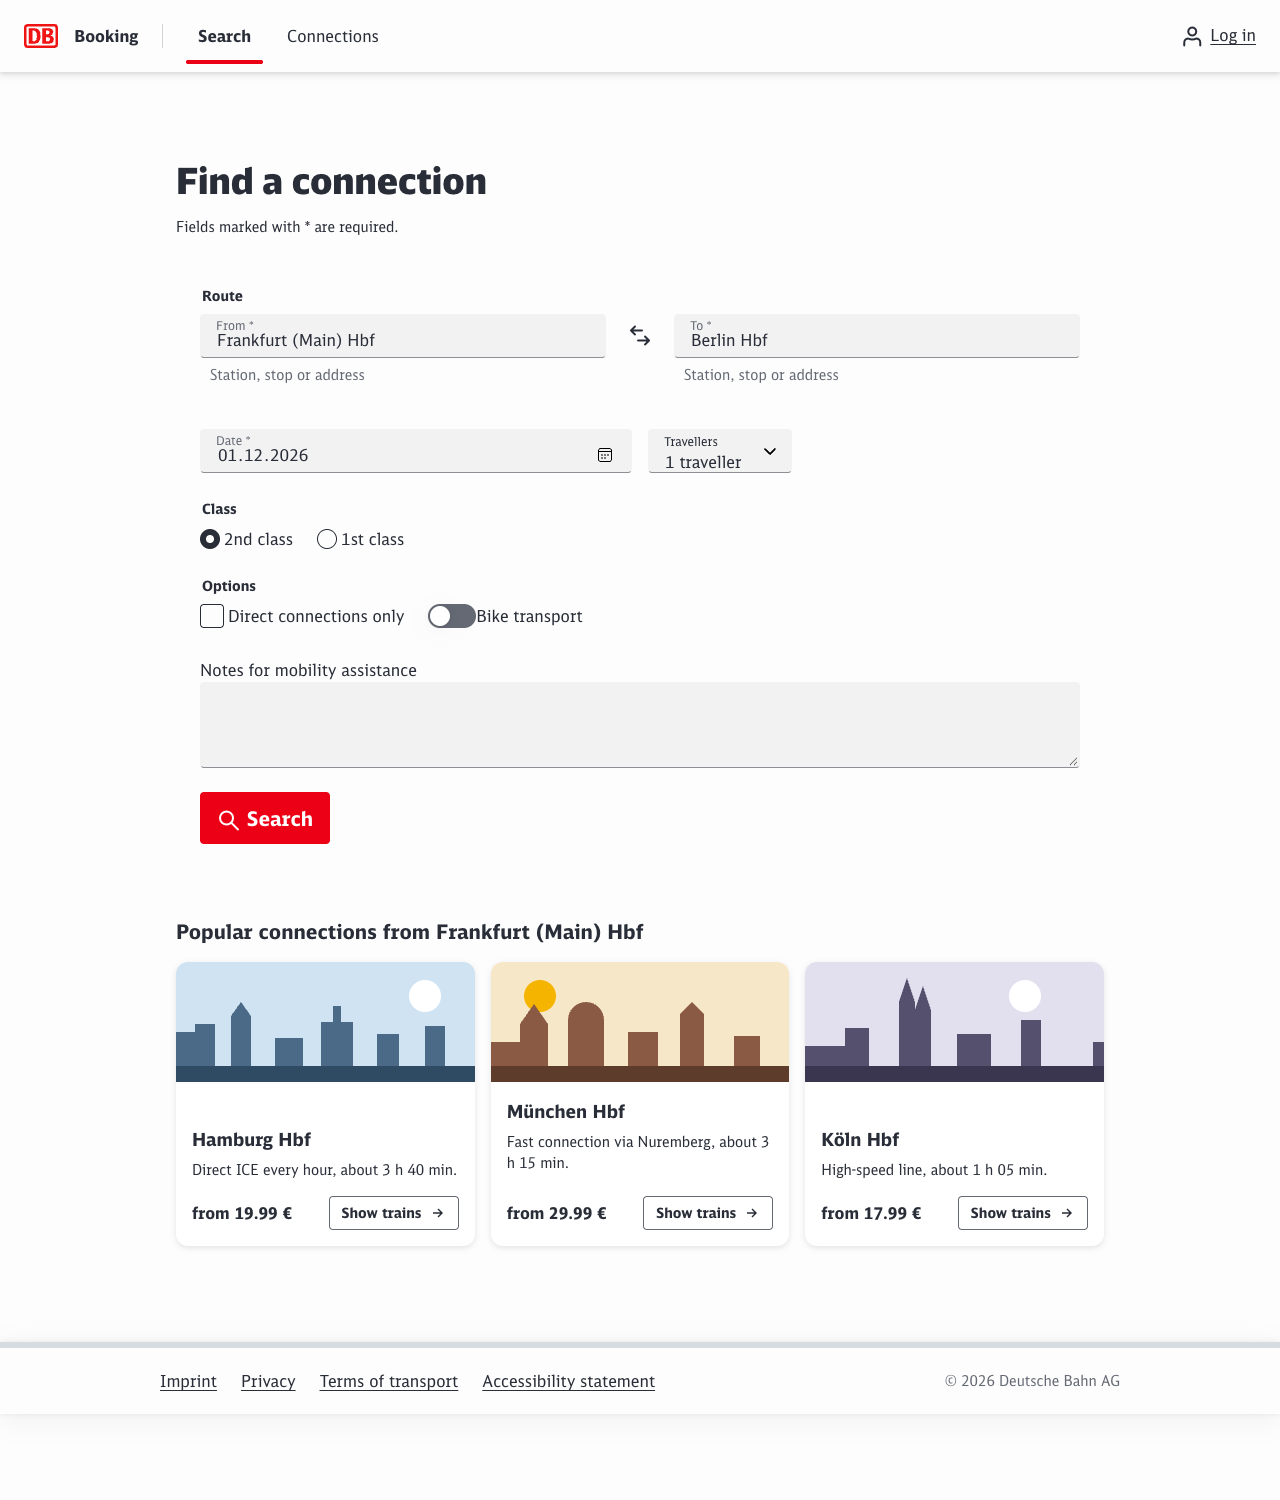 DB Booking Search Connections Log in
Find a connection
Fields marked with * are required.
Route
From *
Frankfurt (Main) Hbf
Station, stop or address
To *
Berlin Hbf
Station, stop or address
Date *
01.12.2026
Travellers
1 traveller
Class
2nd class 1st class
Options
Direct connections only Bike transport
Notes for mobility assistance
Search
Popular connections from Frankfurt (Main) Hbf
Hamburg Hbf
Direct ICE every hour, about 3 h 40 min.
from 19.99 € Show trains
München Hbf
Fast connection via Nuremberg, about 3
h 15 min.
from 29.99 € Show trains
Köln Hbf
High-speed line, about 1 h 05 min.
from 17.99 € Show trains
Imprint Privacy Terms of transport Accessibility statement © 2026 Deutsche Bahn AG